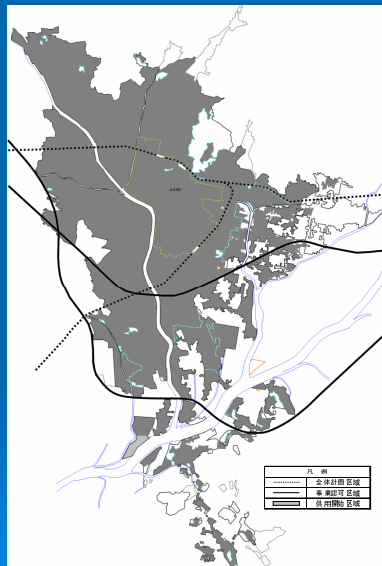 凡 例
全体計画区域
事業認可区域
供用開始区域